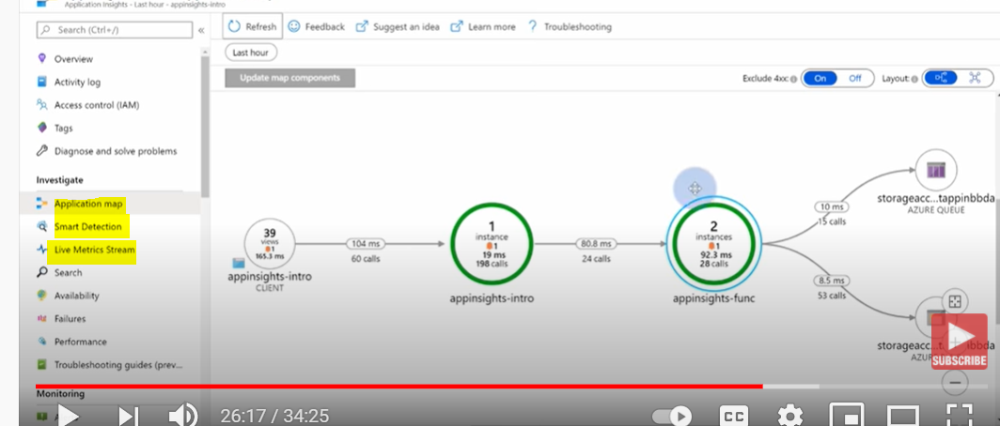 Application Insights - Last hour - appinsights-intro
Search (Ctrl+/)
«
Refresh
Feedback
Suggest an idea
Learn more
? Troubleshooting
Last hour
Update map components
Exclude 4xx:
On
Off
Layout:
Overview
Activity log
Access control (IAM)
Tags
Diagnose and solve problems
Investigate
Application map
Smart Detection
Live Metrics Stream
Search
Availability
Failures
Performance
Troubleshooting guides (prev...
Monitoring
39
views
1
165.3 ms
appinsights-intro
CLIENT
104 ms
60 calls
1
instance
1
19 ms
198 calls
appinsights-intro
80.8 ms
24 calls
2
instances
1
92.3 ms
28 calls
appinsights-func
10 ms
15 calls
storageacc...tappinbbda
AZURE QUEUE
8.5 ms
53 calls
storageacc...
SUBSCRIBE
26:17 / 34:25
CC